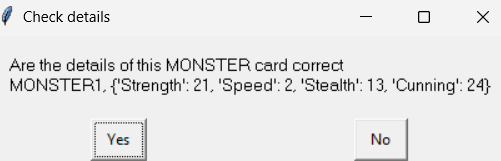 Check details
Are the details of this MONSTER card correct
MONSTER1, {'Strength': 21, 'Speed': 2, 'Stealth': 13, 'Cunning': 24}
Yes
No